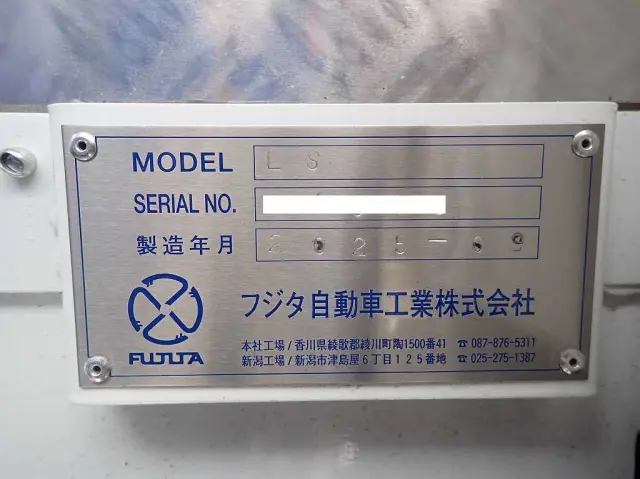 MODEL LS
SERIAL NO.
製造年月 2025-09
FUJITA
フジタ自動車工業株式会社
本社工場/香川県綾歌郡綾川町陶1500番41 ☎087-876-5311
新潟工場/新潟市津島屋6丁目125番地 ☎025-275-1387